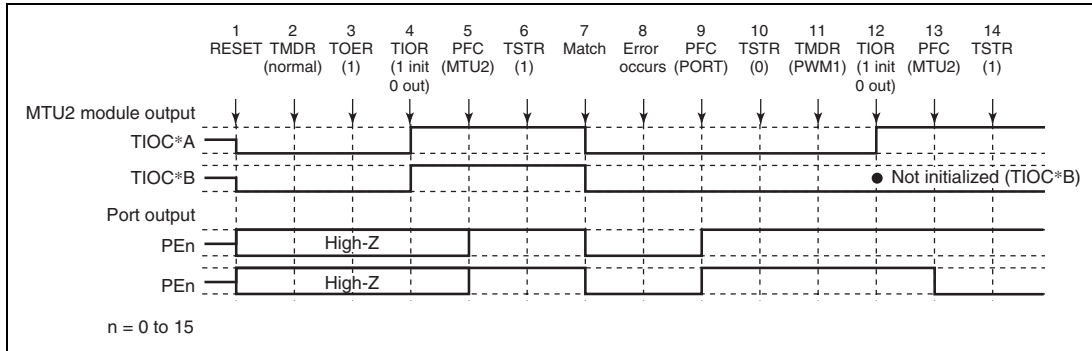 1 2 3 4 5 6 7 8 9 10 11 12 13 14
RESET TMDR TOER TIOR PFC TSTR Match Error PFC TSTR TMDR TIOR PFC TSTR
(normal) (1) (1 init (MTU2) (1) occurs (PORT) (0) (PWM1) (1 init (MTU2) (1)
0 out) 0 out)
MTU2 module output
TIOC*A
TIOC*B
● Not initialized (TIOC*B)
Port output
PEn High-Z
PEn High-Z
n = 0 to 15